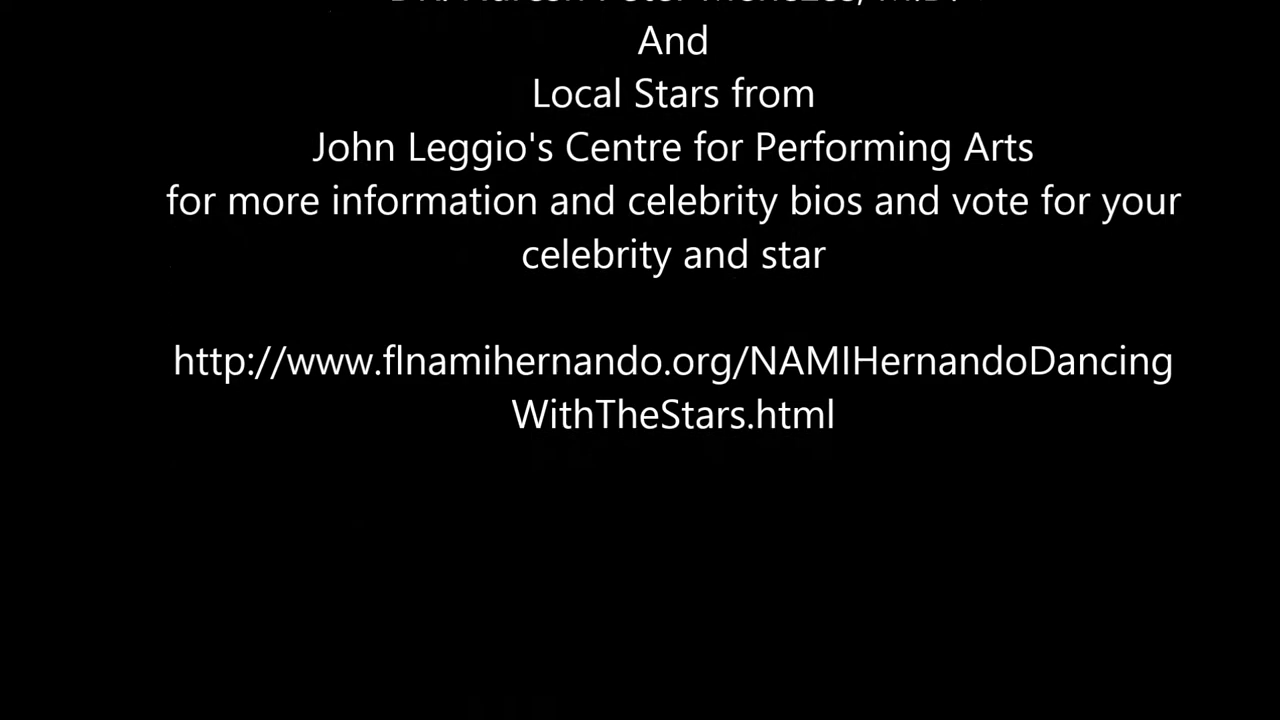 And
Local Stars from
John Leggio's Centre for Performing Arts
for more information and celebrity bios and vote for your
celebrity and star
http://www.flnamihernando.org/NAMIHernandoDancing
WithTheStars.html